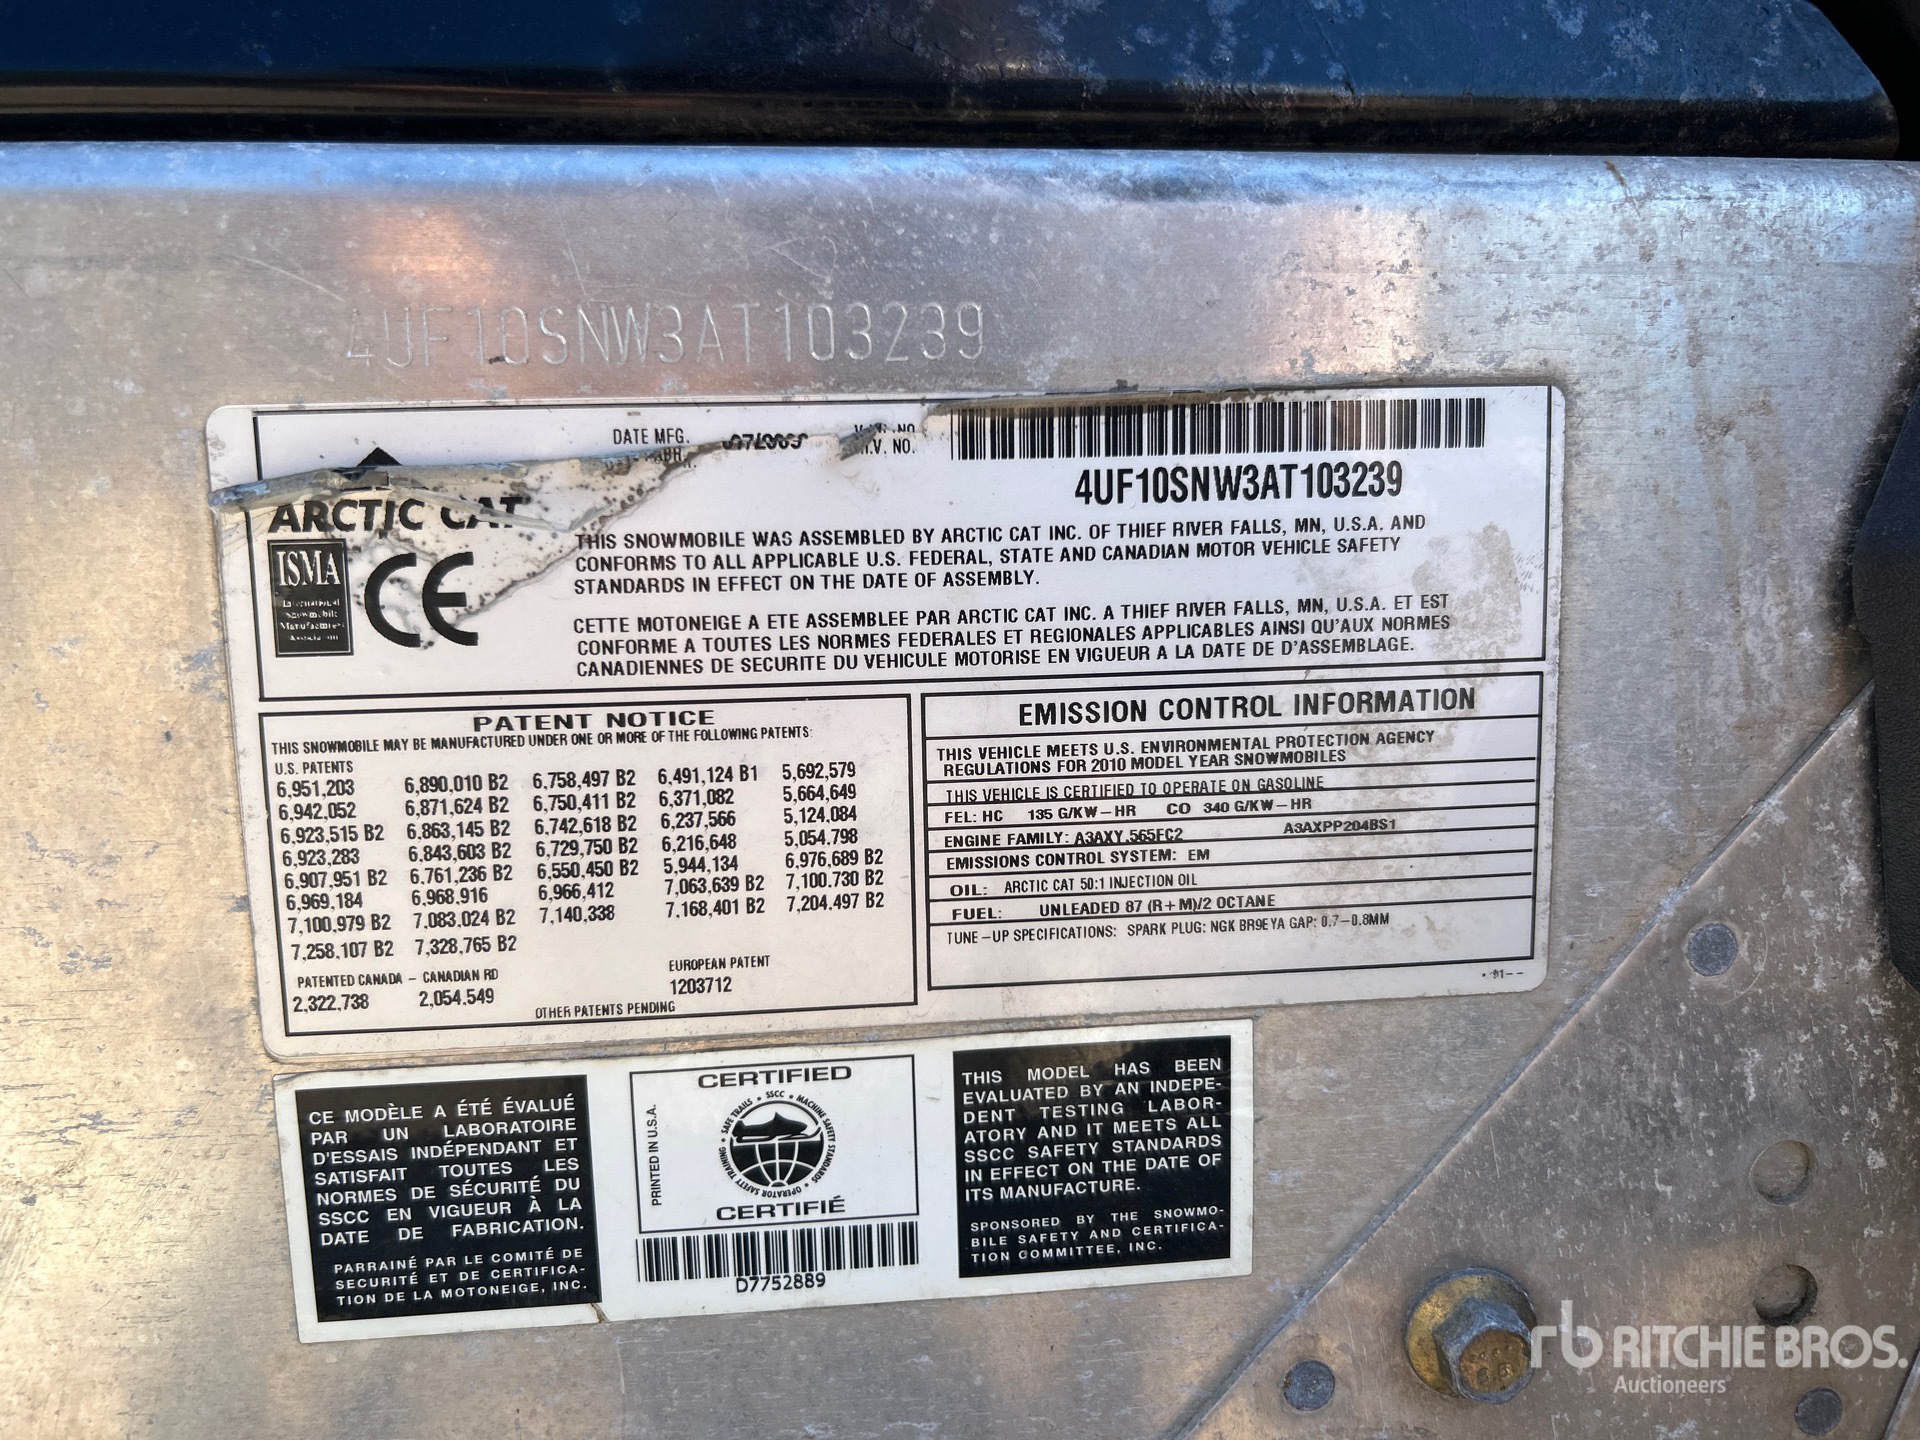 4UF10SNW3AT103239
DATE MFG.
07/2009
V.I.N. NO.
N.I.V. NO.
4UF10SNW3AT103239
ARCTIC CAT
ISMA
International
Snowmobile
Manufacturers
Association
CE
THIS SNOWMOBILE WAS ASSEMBLED BY ARCTIC CAT INC. OF THIEF RIVER FALLS, MN, U.S.A. AND
CONFORMS TO ALL APPLICABLE U.S. FEDERAL, STATE AND CANADIAN MOTOR VEHICLE SAFETY
STANDARDS IN EFFECT ON THE DATE OF ASSEMBLY.
CETTE MOTONEIGE A ETE ASSEMBLEE PAR ARCTIC CAT INC. A THIEF RIVER FALLS, MN, U.S.A. ET EST
CONFORME A TOUTES LES NORMES FEDERALES ET REGIONALES APPLICABLES AINSI QU'AUX NORMES
CANADIENNES DE SECURITE DU VEHICULE MOTORISE EN VIGUEUR A LA DATE DE D'ASSEMBLAGE.
PATENT NOTICE
THIS SNOWMOBILE MAY BE MANUFACTURED UNDER ONE OR MORE OF THE FOLLOWING PATENTS:
U.S. PATENTS
6,951,203 6,890,010 B2 6,758,497 B2 6,491,124 B1 5,692,579
6,942,052 6,871,624 B2 6,750,411 B2 6,371,082 5,664,649
6,923,515 B2 6,863,145 B2 6,742,618 B2 6,237,566 5,124,084
6,923,283 6,843,603 B2 6,729,750 B2 6,216,648 5,054,798
6,907,951 B2 6,761,236 B2 6,550,450 B2 5,944,134 6,976,689 B2
6,969,184 6,968,916 6,966,412 7,063,639 B2 7,100,730 B2
7,100,979 B2 7,083,024 B2 7,140,338 7,168,401 B2 7,204,497 B2
7,258,107 B2 7,328,765 B2
PATENTED CANADA – CANADIAN RD EUROPEAN PATENT
2,322,738 2,054,549 1203712
OTHER PATENTS PENDING
EMISSION CONTROL INFORMATION
THIS VEHICLE MEETS U.S. ENVIRONMENTAL PROTECTION AGENCY
REGULATIONS FOR 2010 MODEL YEAR SNOWMOBILES
THIS VEHICLE IS CERTIFIED TO OPERATE ON GASOLINE
FEL: HC 135 G/KW–HR CO 340 G/KW–HR
ENGINE FAMILY: A3AXY.565FC2 A3AXPP204BS1
EMISSIONS CONTROL SYSTEM: EM
OIL: ARCTIC CAT 50:1 INJECTION OIL
FUEL: UNLEADED 87 (R+M)/2 OCTANE
TUNE–UP SPECIFICATIONS: SPARK PLUG: NGK BR9EYA GAP: 0.7–0.8MM
CE MODÈLE A ÉTÉ ÉVALUÉ
PAR UN LABORATOIRE
D'ESSAIS INDÉPENDANT ET
SATISFAIT TOUTES LES
NORMES DE SÉCURITÉ DU
SSCC EN VIGUEUR À LA
DATE DE FABRICATION.
PARRAINÉ PAR LE COMITÉ DE
SECURITÉ ET DE CERTIFICA-
TION DE LA MOTONEIGE, INC.
PRINTED IN U.S.A.
CERTIFIED
SAFE TRAILS • SSCC • MACHINE SAFETY STANDARDS • OPERATOR SAFETY TRAINING
CERTIFIÉ
D7752889
THIS MODEL HAS BEEN
EVALUATED BY AN INDEPE-
DENT TESTING LABOR-
ATORY AND IT MEETS ALL
SSCC SAFETY STANDARDS
IN EFFECT ON THE DATE OF
ITS MANUFACTURE.
SPONSORED BY THE SNOWMO-
BILE SAFETY AND CERTIFICA-
TION COMMITTEE, INC.
rb RITCHIE BROS.
Auctioneers